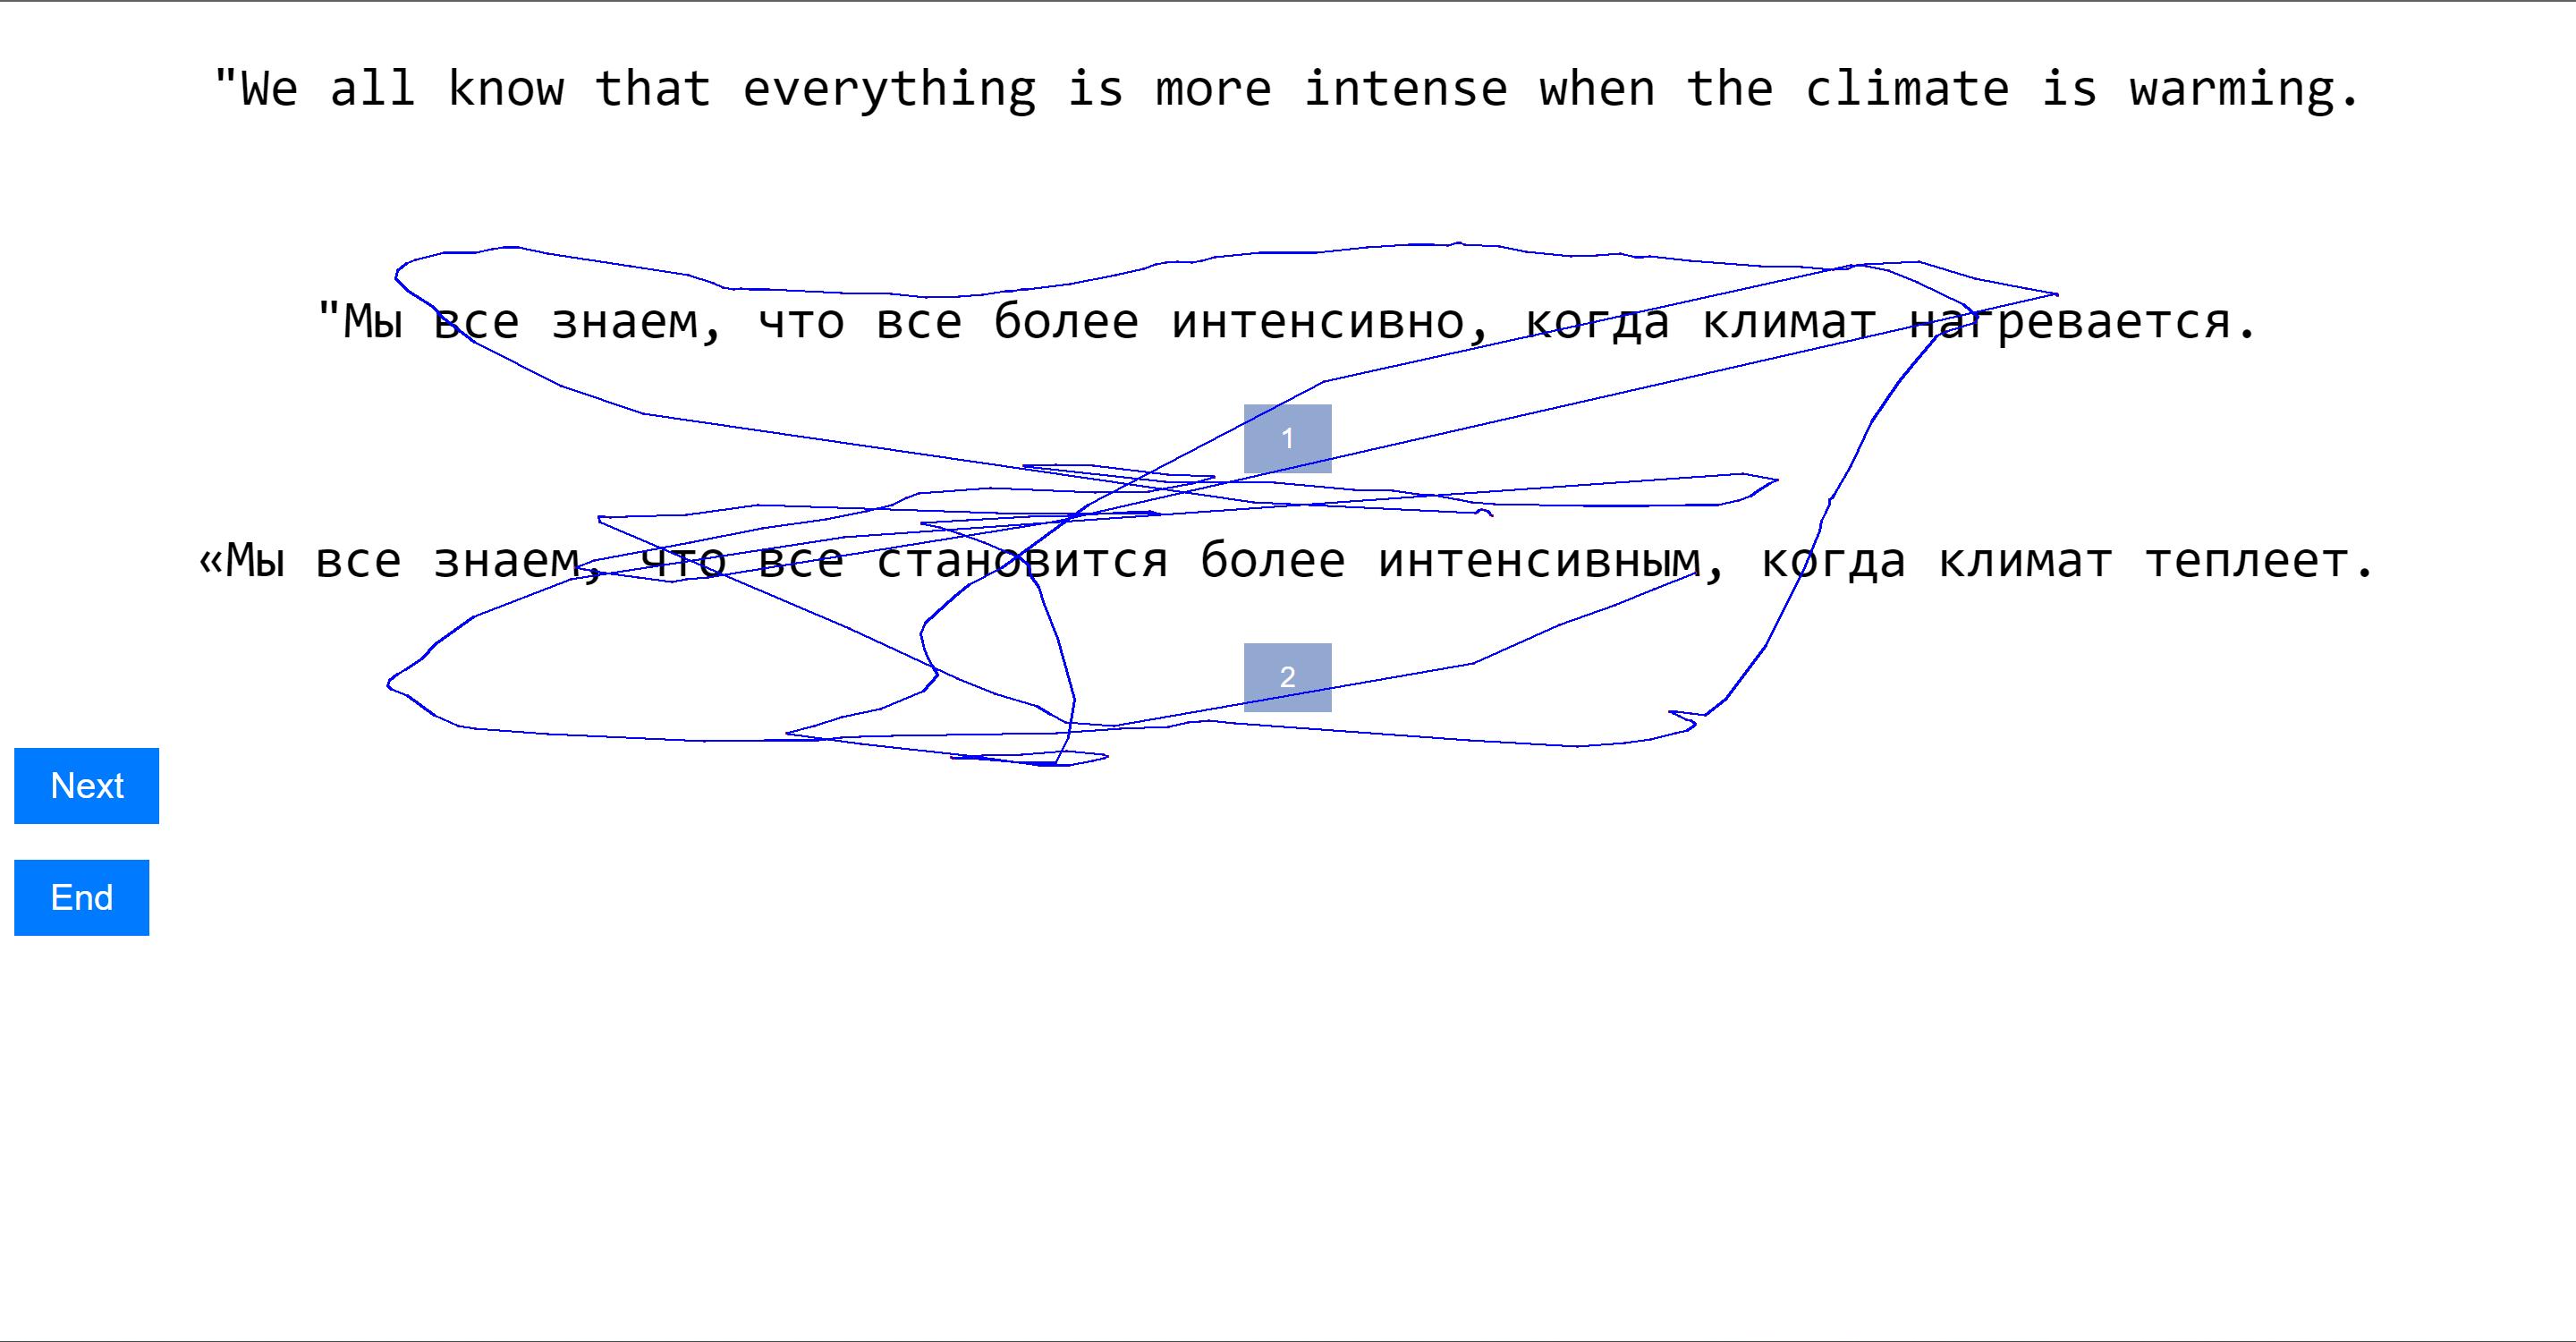 "We all know that everything is more intense when the climate is warming.
"Мы все знаем, что все более интенсивно, когда климат нагревается.
1
«Мы все знаем, что все становится более интенсивным, когда климат теплеет.
2
Next
End